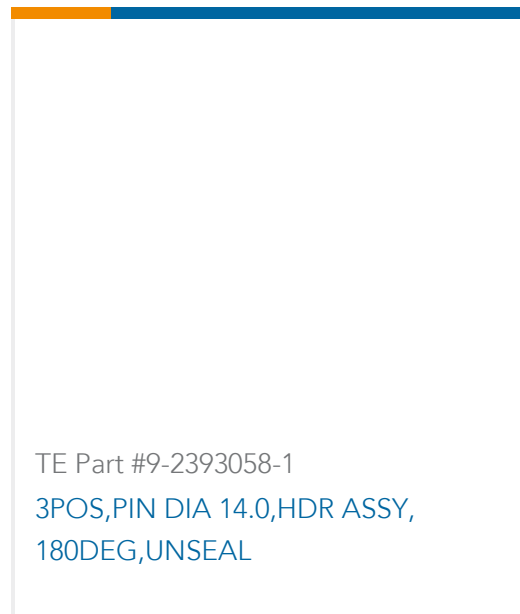 TE Part #9-2393058-1
3POS,PIN DIA 14.0,HDR ASSY,
180DEG,UNSEAL